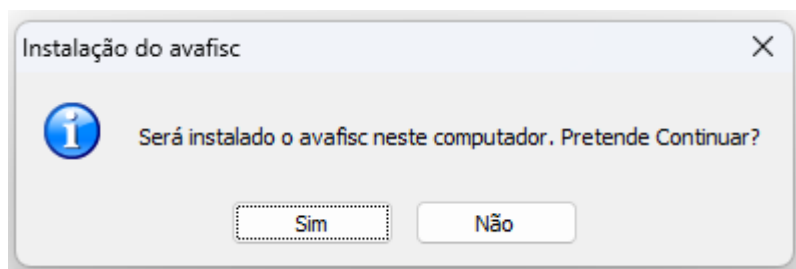 Instalação do avafisc
Será instalado o avafisc neste computador. Pretende Continuar?
Sim
Não